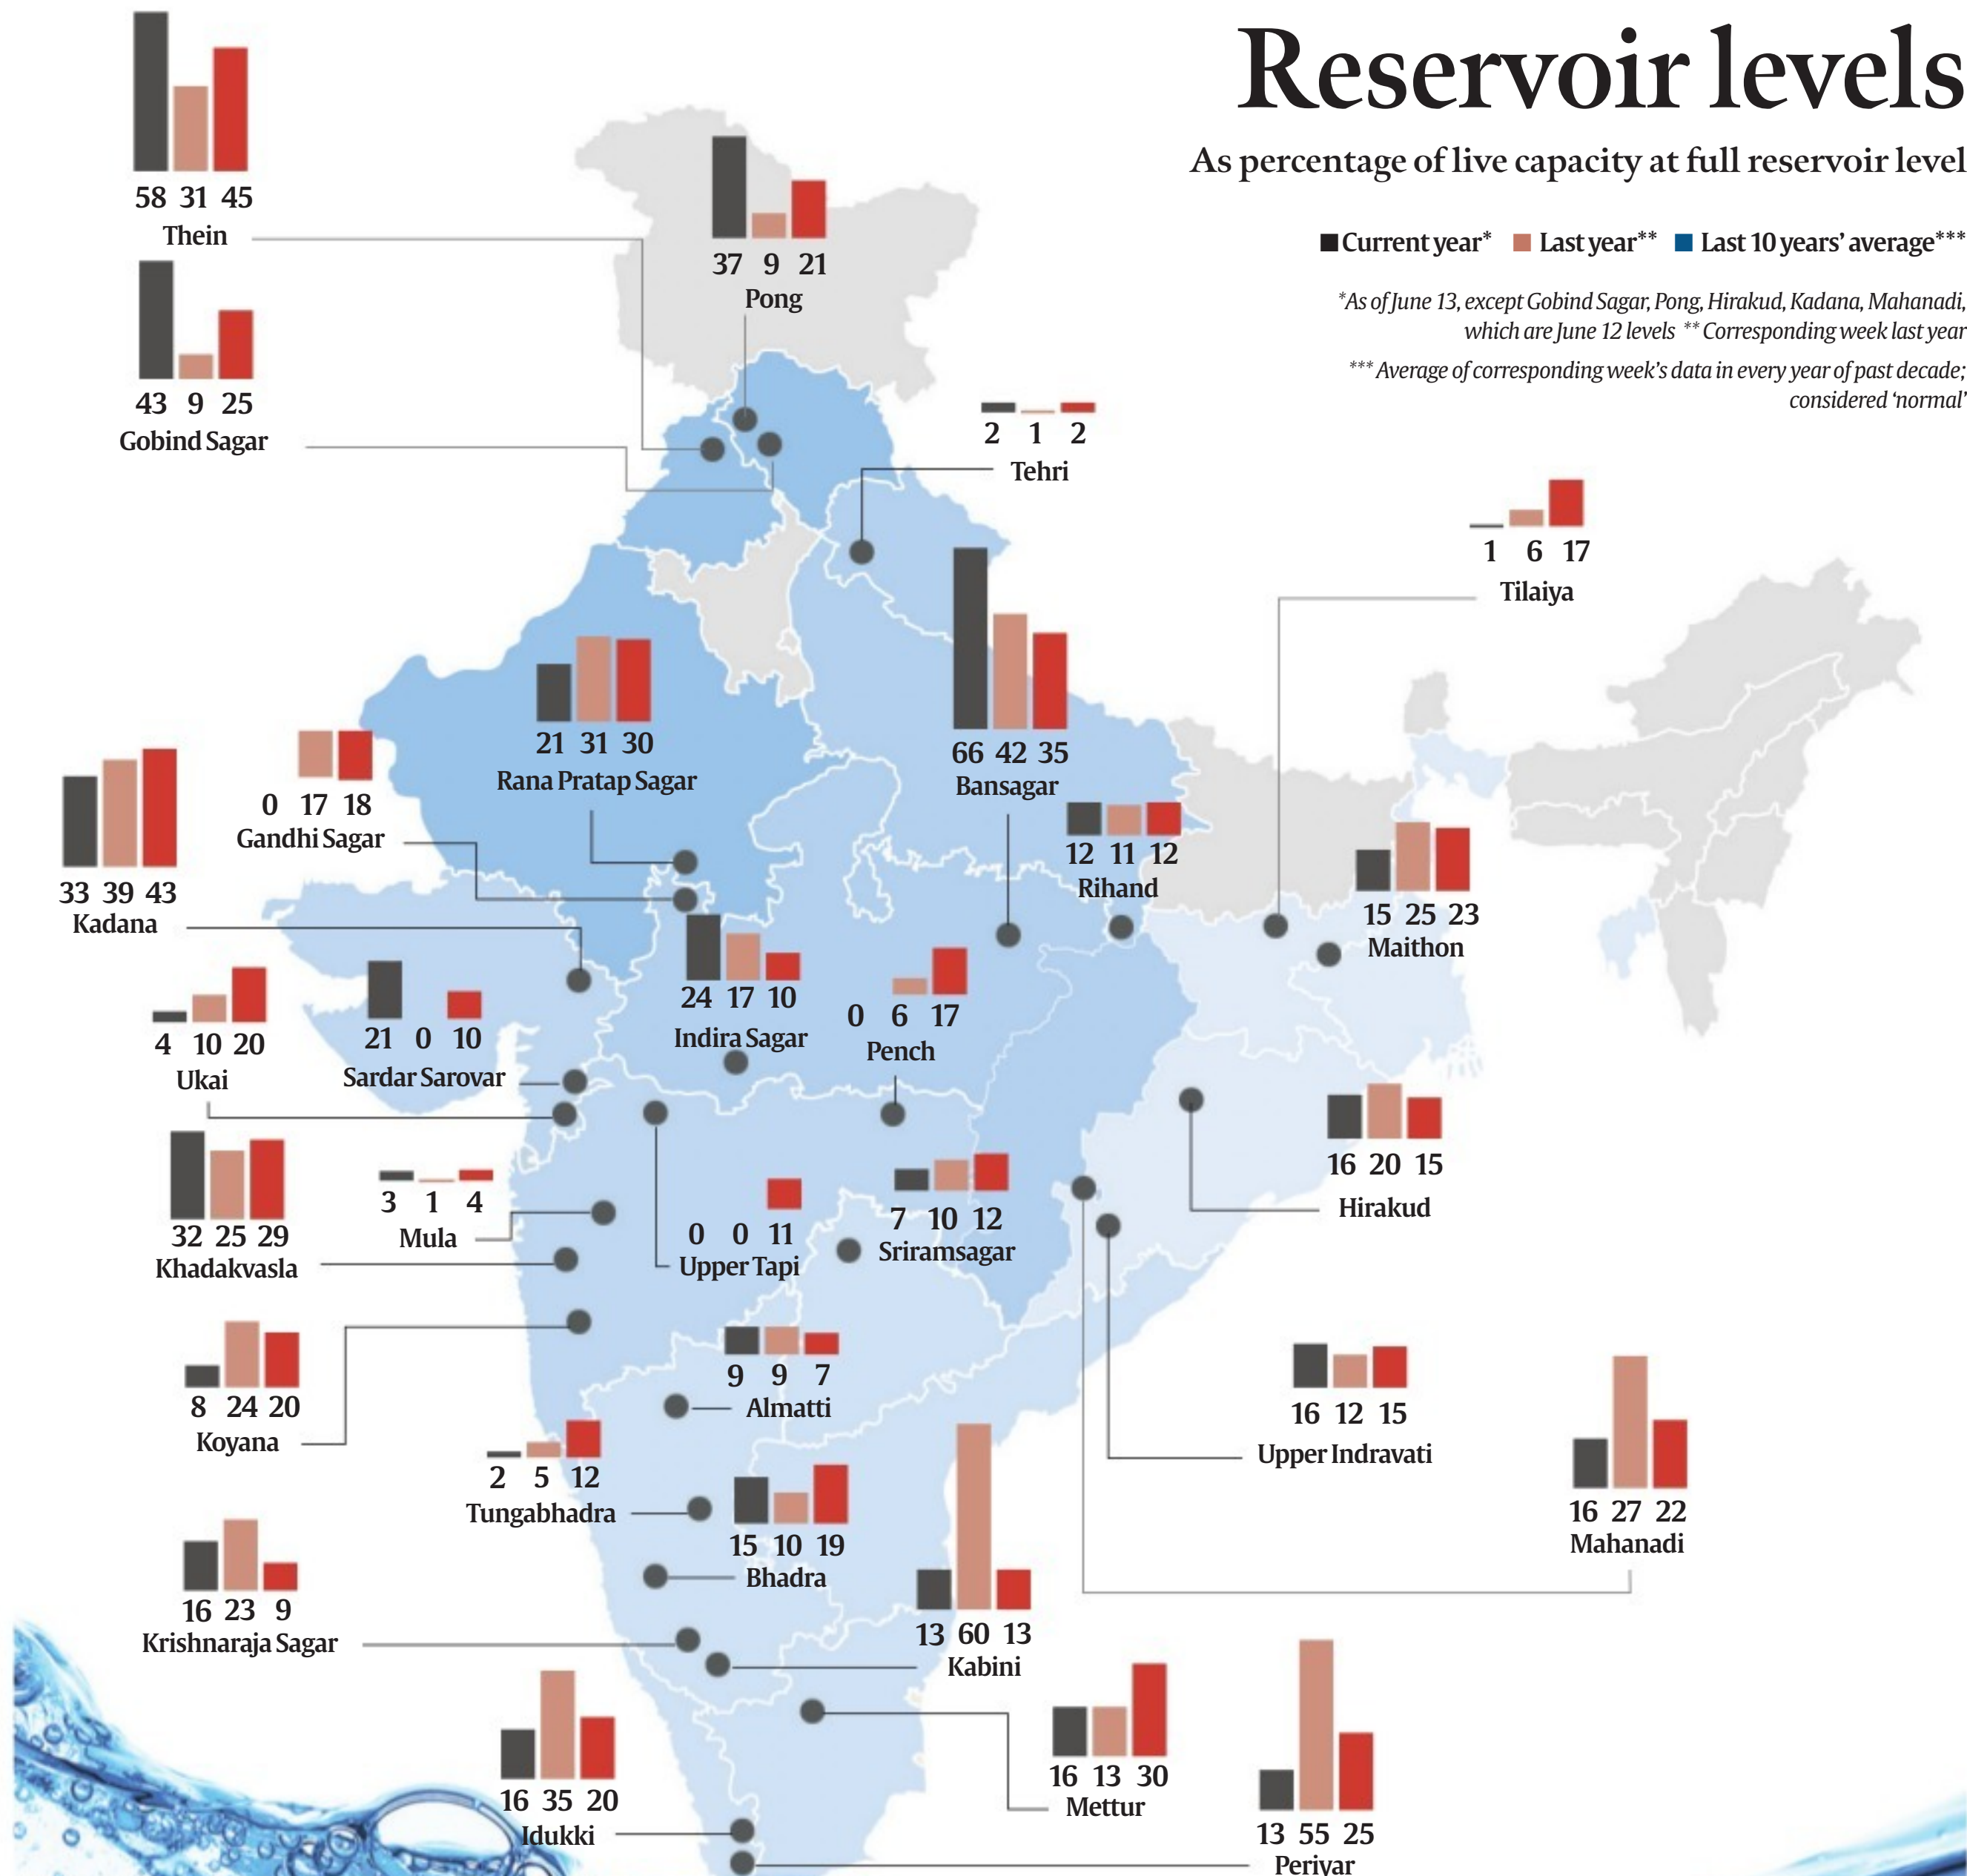 Reservoir levels
As percentage of live capacity at full reservoir level
Current year* Last year** Last 10 years’ average***
*As of June 13, except Gobind Sagar, Pong, Hirakud, Kadana, Mahanadi,
which are June 12 levels ** Corresponding week last year
*** Average of corresponding week’s data in every year of past decade;
considered ‘normal’
58 31 45
Thein
37 9 21
Pong
43 9 25
Gobind Sagar
2 1 2
Tehri
1 6 17
Tilaiya
21 31 30
Rana Pratap Sagar
66 42 35
Bansagar
0 17 18
Gandhi Sagar
33 39 43
Kadana
12 11 12
Rihand
15 25 23
Maithon
24 17 10
Indira Sagar
0 6 17
Pench
4 10 20
Ukai
21 0 10
Sardar Sarovar
16 20 15
Hirakud
32 25 29
Khadakvasla
3 1 4
Mula
0 0 11
Upper Tapi
7 10 12
Sriramsagar
8 24 20
Koyana
9 9 7
Almatti
16 12 15
Upper Indravati
16 27 22
Mahanadi
2 5 12
Tungabhadra
15 10 19
Bhadra
16 23 9
Krishnaraja Sagar
13 60 13
Kabini
16 35 20
Idukki
16 13 30
Mettur
13 55 25
Periyar